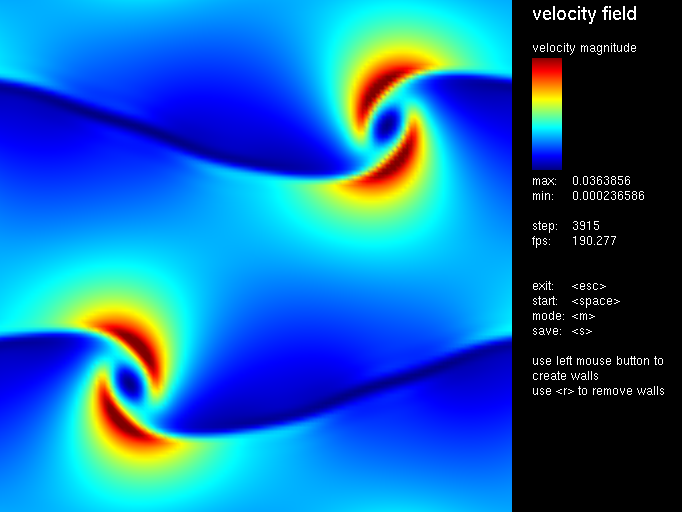 velocity field
velocity magnitude
max: 0.0363856
min: 0.000236586
step: 3915
fps: 190.277
exit: <esc>
start: <space>
mode: <m>
save: <s>
use left mouse button to
create walls
use <r> to remove walls